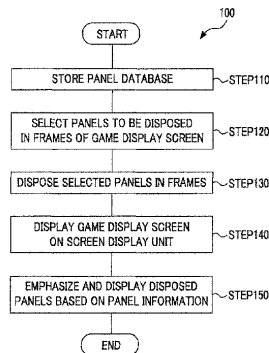 100
START
STORE PANEL DATABASE
STEP110
SELECT PANELS TO BE DISPOSED
IN FRAMES OF GAME DISPLAY SCREEN
STEP120
DISPOSE SELECTED PANELS IN FRAMES
STEP130
DISPLAY GAME DISPLAY SCREEN
ON SCREEN DISPLAY UNIT
STEP140
EMPHASIZE AND DISPLAY DISPOSED
PANELS BASED ON PANEL INFORMATION
STEP150
END